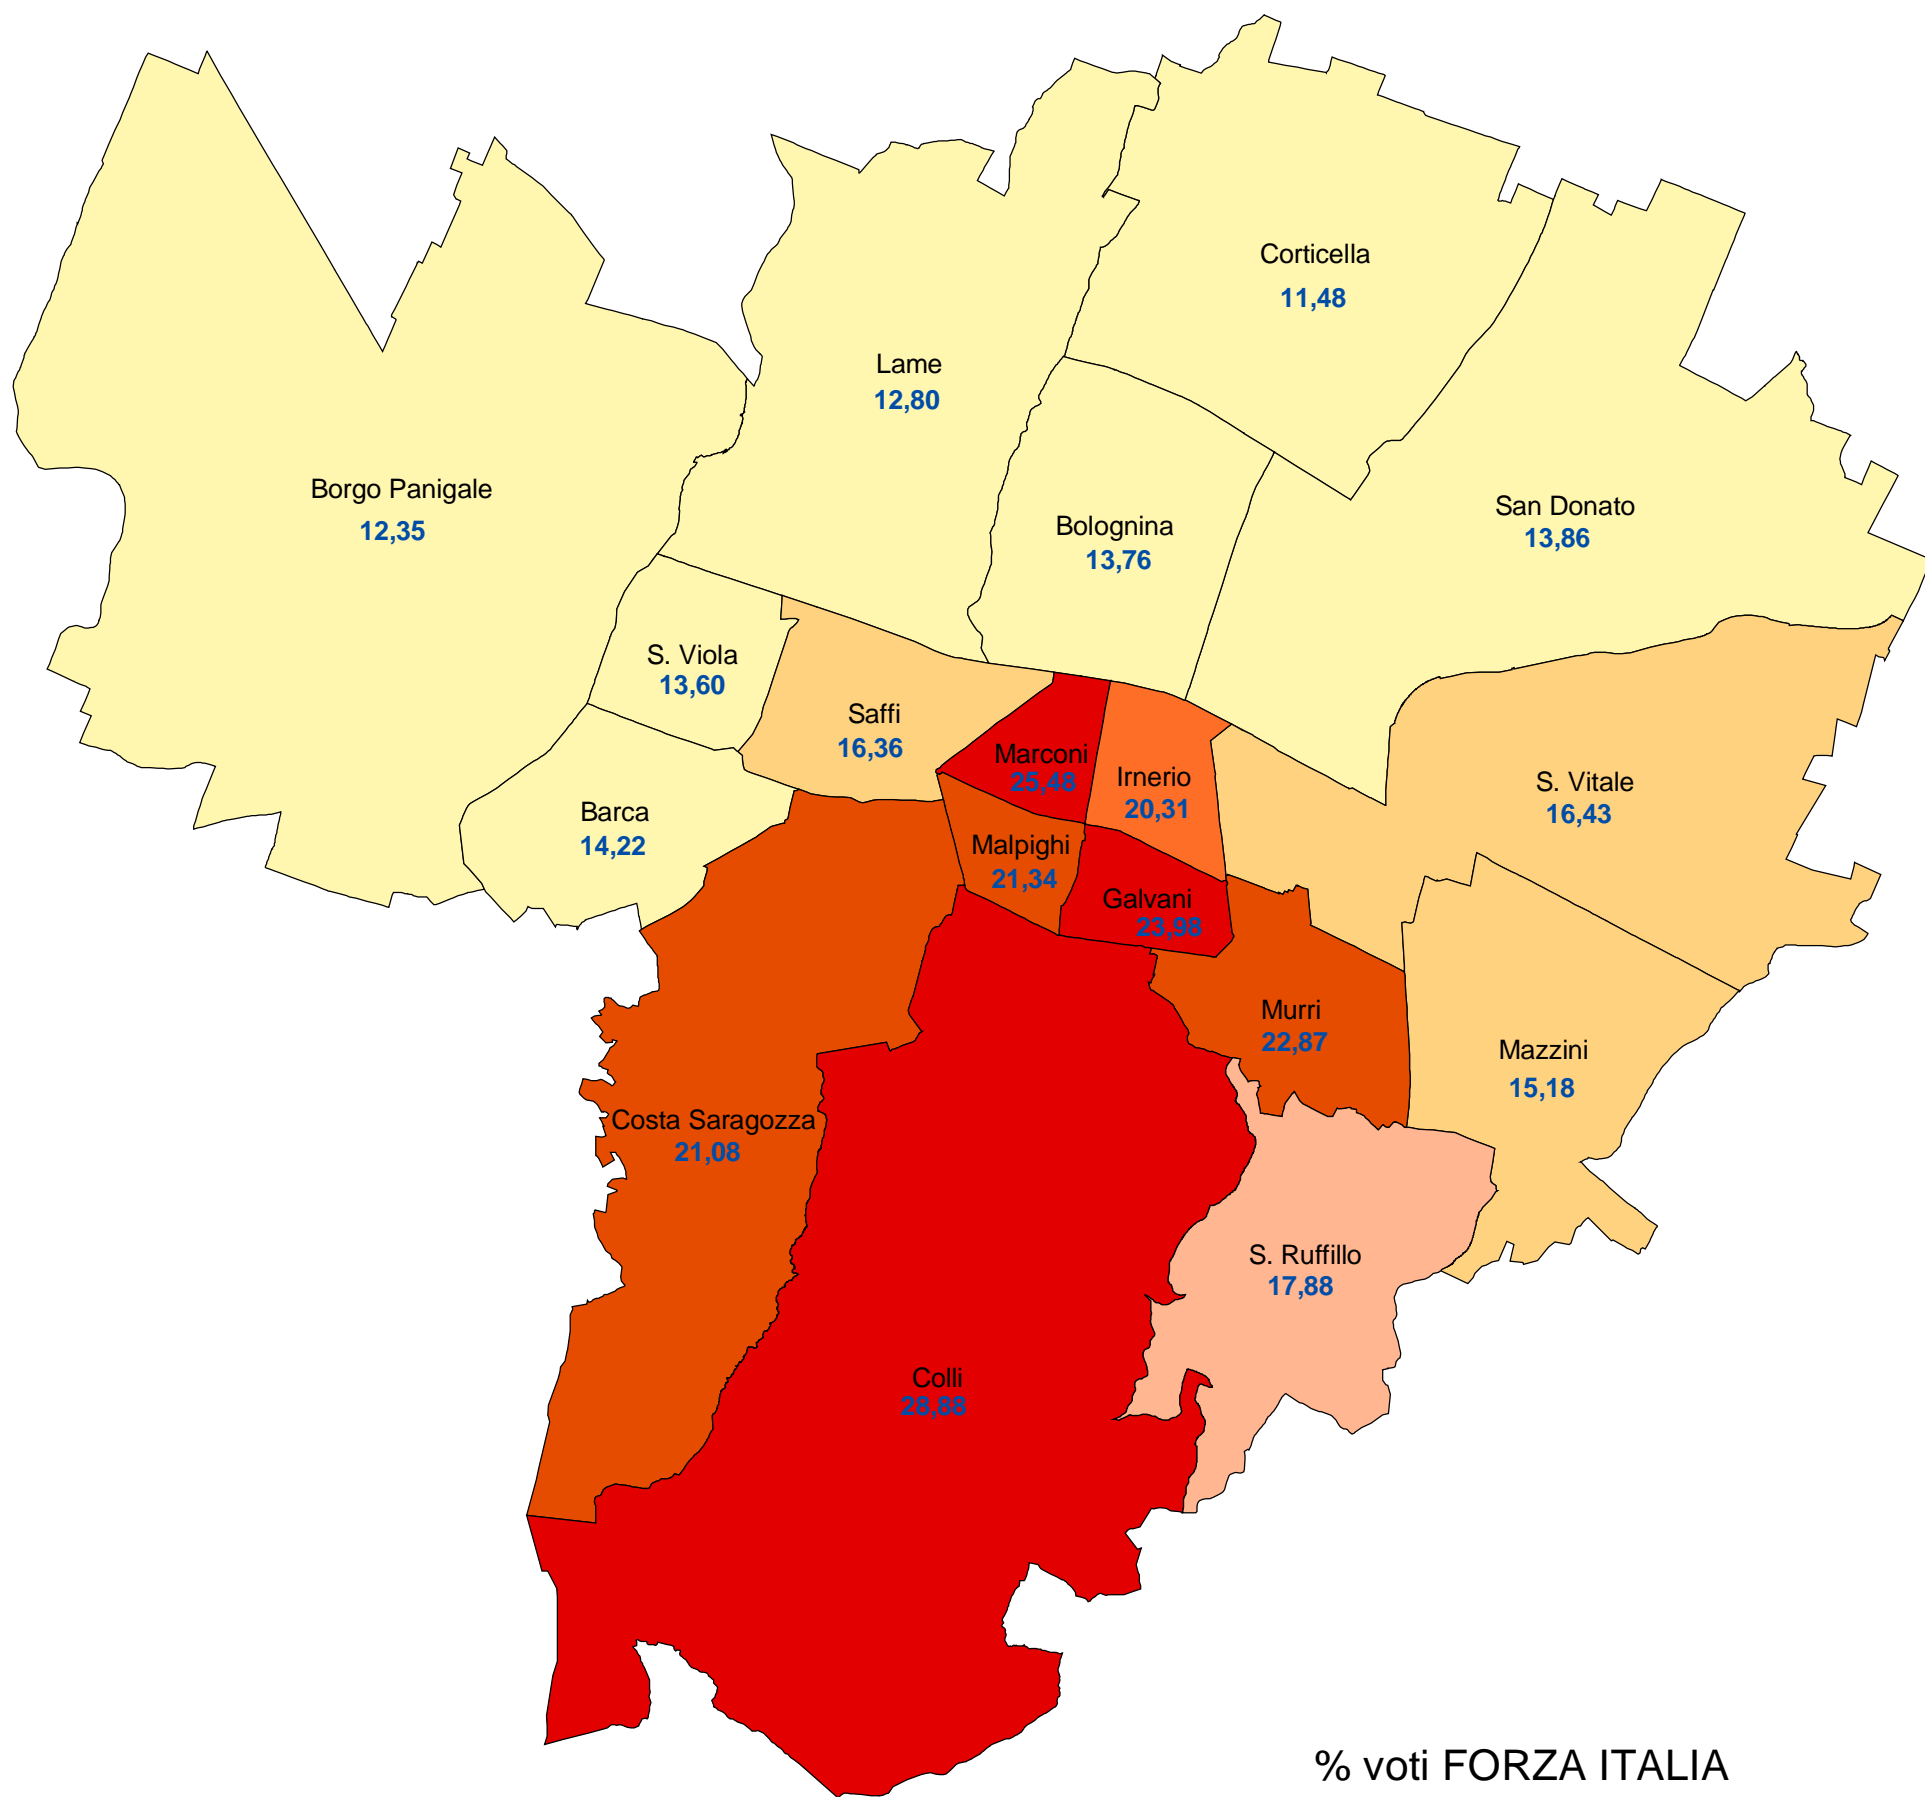 Corticella
11,48
Lame
12,80
Borgo Panigale
12,35
San Donato
13,86
Bolognina
13,76
S. Viola
13,60
Saffi
16,36
Marconi
25,48
Irnerio
20,31
S. Vitale
16,43
Barca
14,22
Malpighi
21,34
Galvani
23,98
Murri
22,87
Mazzini
15,18
Costa Saragozza
21,08
S. Ruffillo
17,88
Colli
28,88
% voti FORZA ITALIA